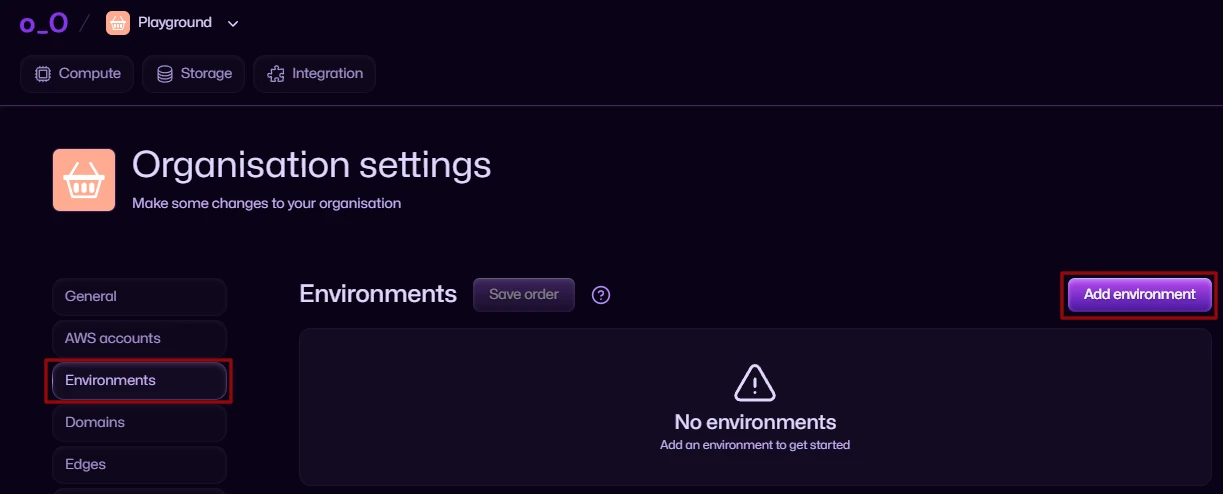 o_O / Playground
Compute Storage Integration
Organisation settings
Make some changes to your organisation
General
AWS accounts
Environments
Domains
Edges
Environments Save order ? Add environment
No environments
Add an environment to get started